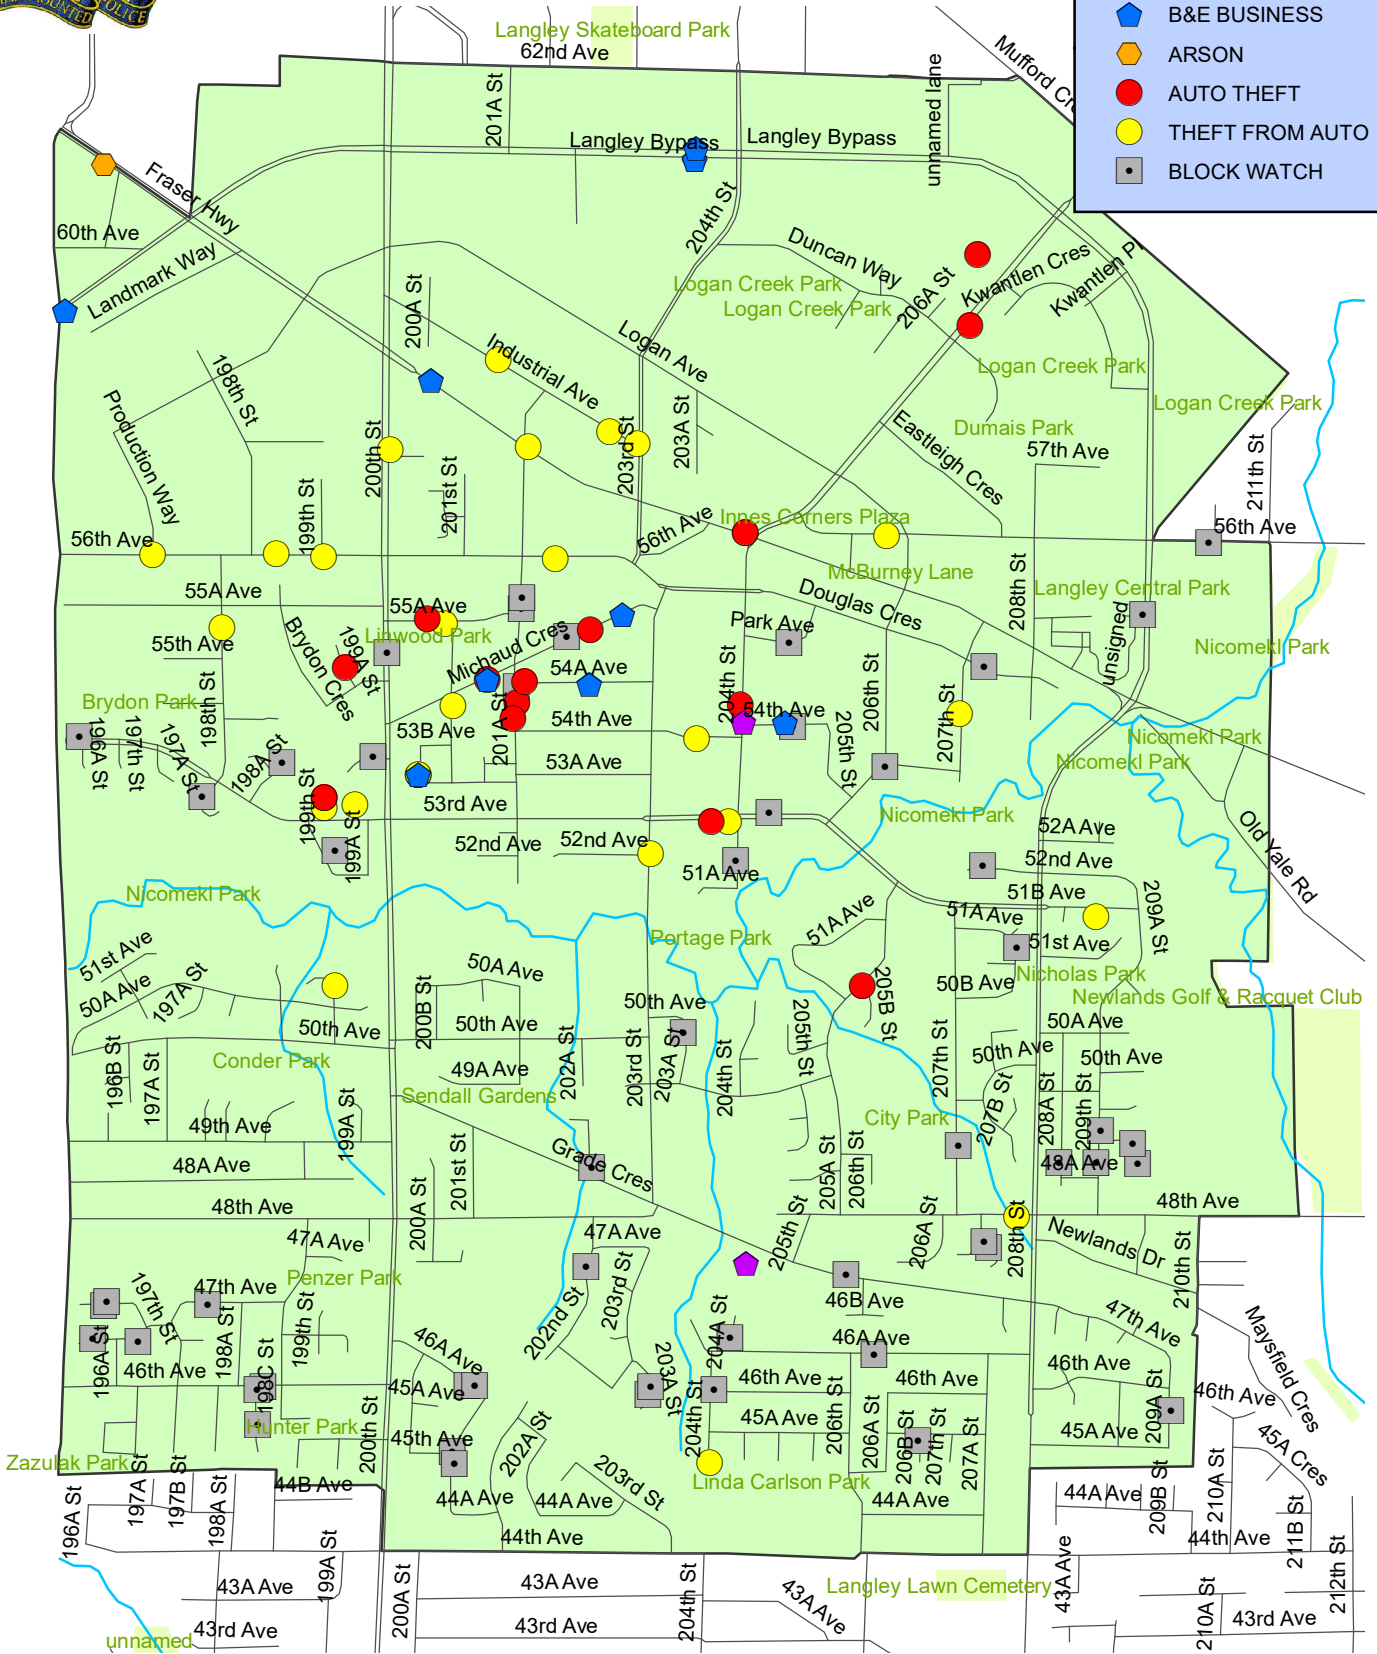 MOUNTED
POLICE
B&E BUSINESS
ARSON
AUTO THEFT
THEFT FROM AUTO
BLOCK WATCH
Langley Skateboard Park
62nd Ave
201A St
unnamed lane
Langley Bypass
Langley Bypass
Fraser Hwy
60th Ave
Landmark Way
204th St
Duncan Way
206A St
Kwantlen Cres
Kwantlen Pl
Logan Creek Park
Logan Creek Park
200A St
Industrial Ave
Logan Ave
Logan Creek Park
198th St
Production Way
200th St
201st St
203rd St
203A St
Eastleigh Cres
Dumais Park
57th Ave
Logan Creek Park
211th St
199th St
56th Ave
56th Ave
Innes Corners Plaza
56th Ave
McBurney Lane
208th St
Langley Central Park
55A Ave
55A Ave
Douglas Cres
Park Ave
Linwood Park
55th Ave
Brydon Cres
199A St
Michaud Cres
54A Ave
unsigned
Nicomekl Park
Brydon Park
198th St
201A St
54th Ave
204th St
54th Ave
205th St
206th St
207th St
Nicomekl Park
Nicomekl Park
196A St
197th St
197A St
198A St
53B Ave
53A Ave
53rd Ave
199th St
199A St
52nd Ave
52nd Ave
51A Ave
Nicomekl Park
52A Ave
52nd Ave
51B Ave
Old Yale Rd
Nicomekl Park
51A Ave
51A Ave
209A St
51st Ave
51st Ave
50A Ave
197A St
50A Ave
Portage Park
50B Ave
Nicholas Park
Newlands Golf & Racquet Club
200B St
50th Ave
50th Ave
50th Ave
205th St
205B St
50A Ave
50th Ave
50th Ave
Conder Park
196B St
197A St
49A Ave
202A St
203rd St
203A St
204th St
207th St
207B St
208A St
209th St
Sendall Gardens
City Park
49th Ave
199A St
201st St
Grade Cres
205A St
206th St
48A Ave
48A Ave
48th Ave
200A St
48th Ave
47A Ave
47A Ave
205th St
206A St
208th St
Newlands Dr
210th St
Penzer Park
197th St
47th Ave
198A St
199th St
202nd St
203rd St
46B Ave
47th Ave
196A St
46th Ave
46A Ave
204A St
46A Ave
46th Ave
Maysfield Cres
198C St
45A Ave
203A St
46th Ave
46th Ave
46th Ave
Hunter Park
200th St
45th Ave
202A St
204th St
45A Ave
206th St
206A St
206B St
207th St
207A St
45A Ave
209A St
45A Cres
Zazulak Park
197A St
197B St
198A St
44B Ave
44A Ave
44A Ave
203rd St
Linda Carlson Park
44A Ave
44A Ave
209B St
210A St
196A St
44th Ave
44th Ave
211B St
199A St
200A St
43A Ave
43A Ave
204th St
43A Ave
Langley Lawn Cemetery
43A Ave
210A St
212th St
unnamed
43rd Ave
43rd Ave
43rd Ave